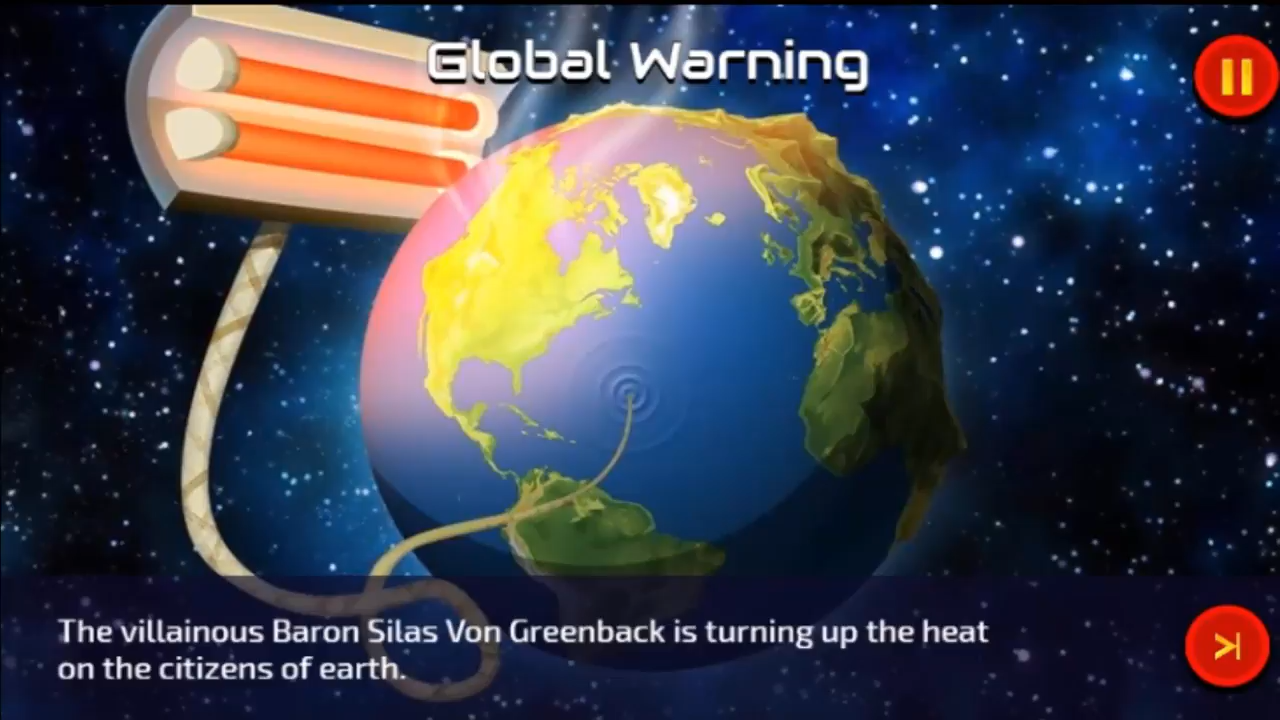 Global Warning
The villainous Baron Silas Von Greenback is turning up the heat
on the citizens of earth.